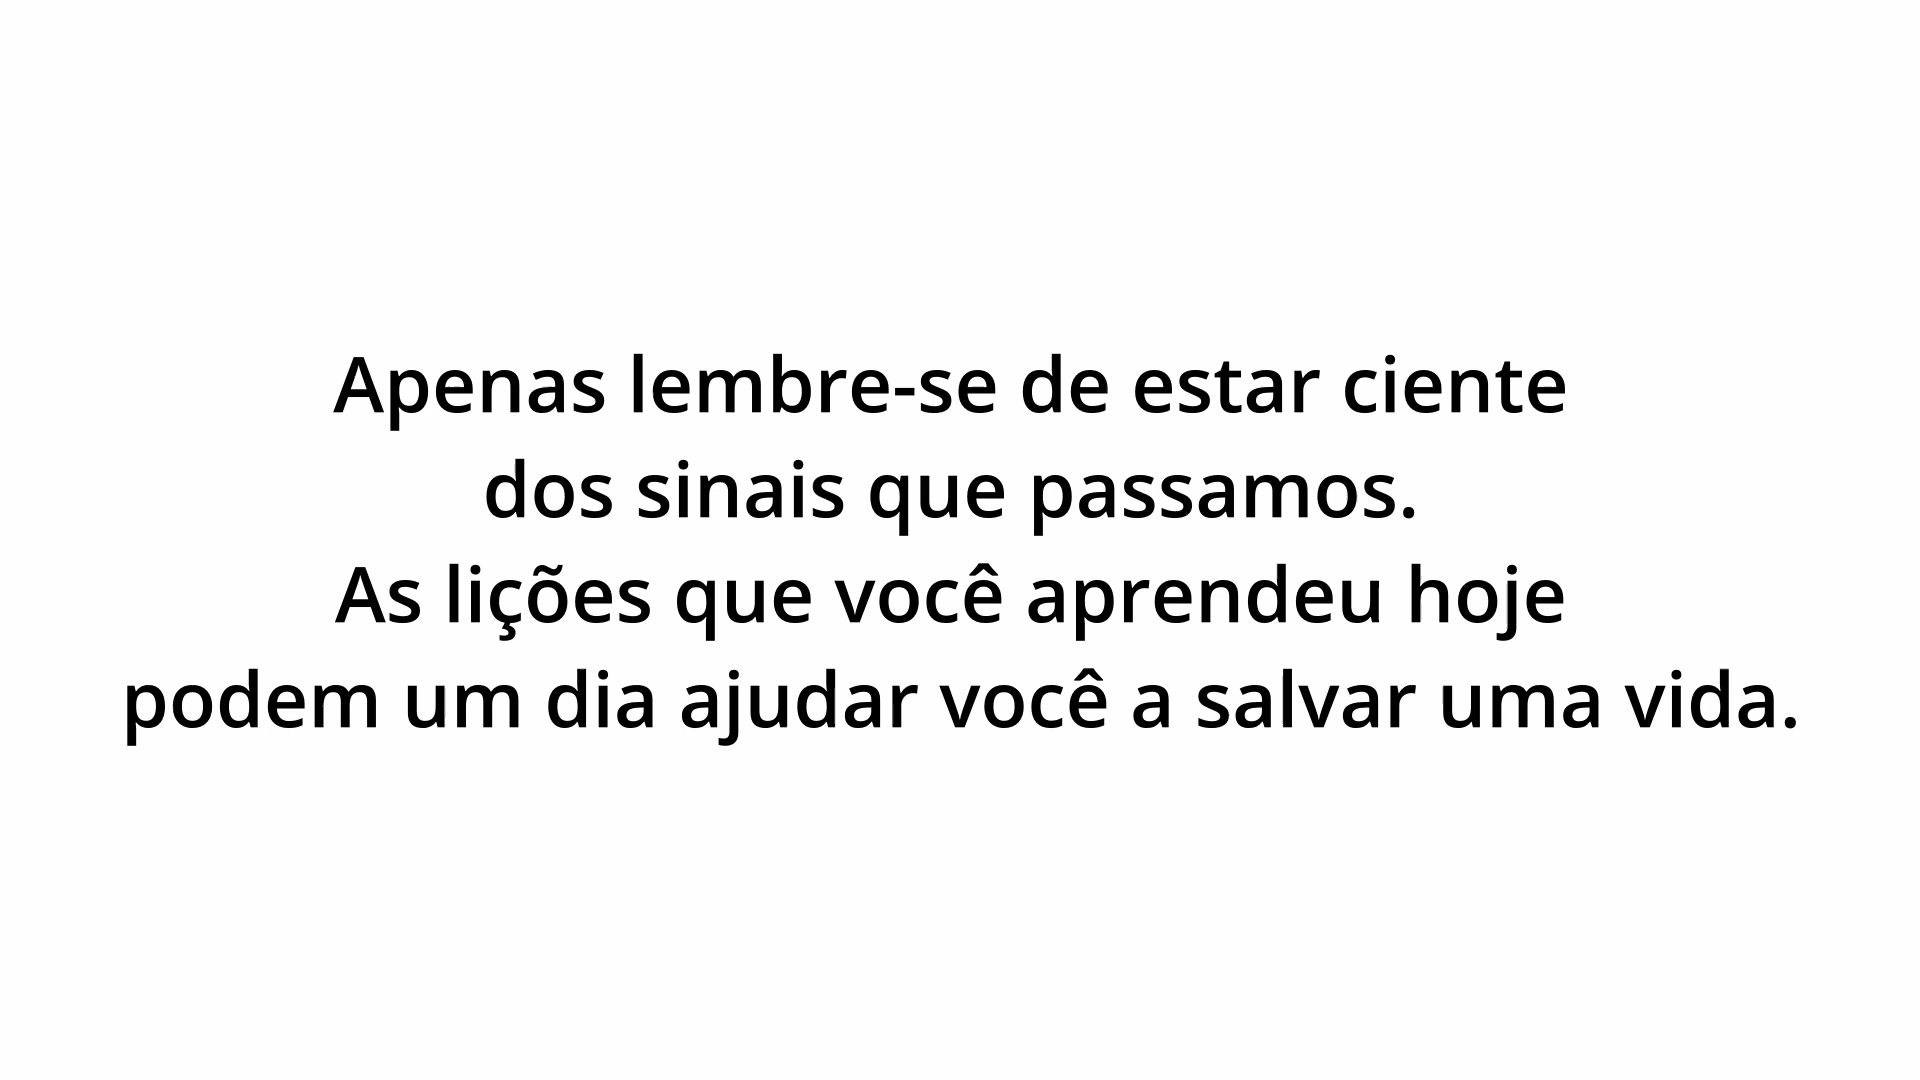 Apenas lembre-se de estar ciente
dos sinais que passamos.
As lições que você aprendeu hoje
podem um dia ajudar você a salvar uma vida.